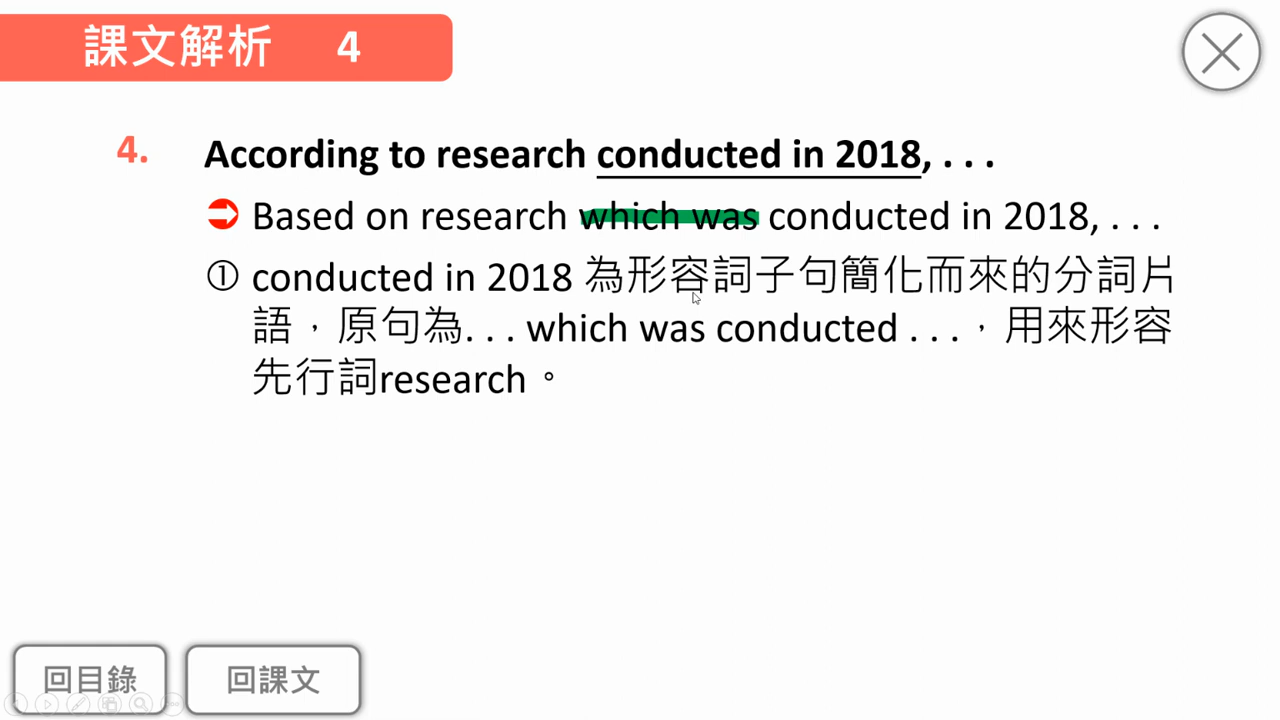 課文解析 4
4. According to research conducted in 2018, . . .
Based on research which was conducted in 2018, . . .
① conducted in 2018 為形容詞子句簡化而來的分詞片
語，原句為. . . which was conducted . . .，用來形容
先行詞research。
回目錄 回課文